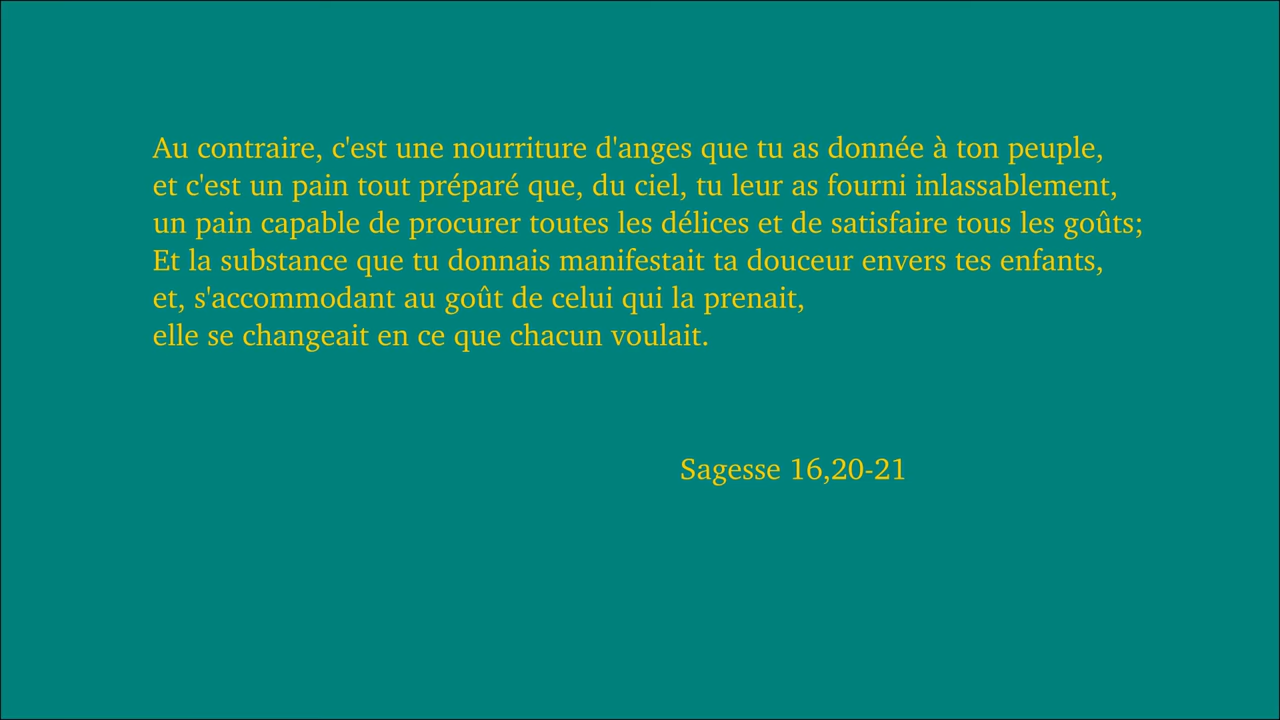 Au contraire, c'est une nourriture d'anges que tu as donnée à ton peuple,
et c'est un pain tout préparé que, du ciel, tu leur as fourni inlassablement,
un pain capable de procurer toutes les délices et de satisfaire tous les goûts;
Et la substance que tu donnais manifestait ta douceur envers tes enfants,
et, s'accommodant au goût de celui qui la prenait,
elle se changeait en ce que chacun voulait.
Sagesse 16,20-21